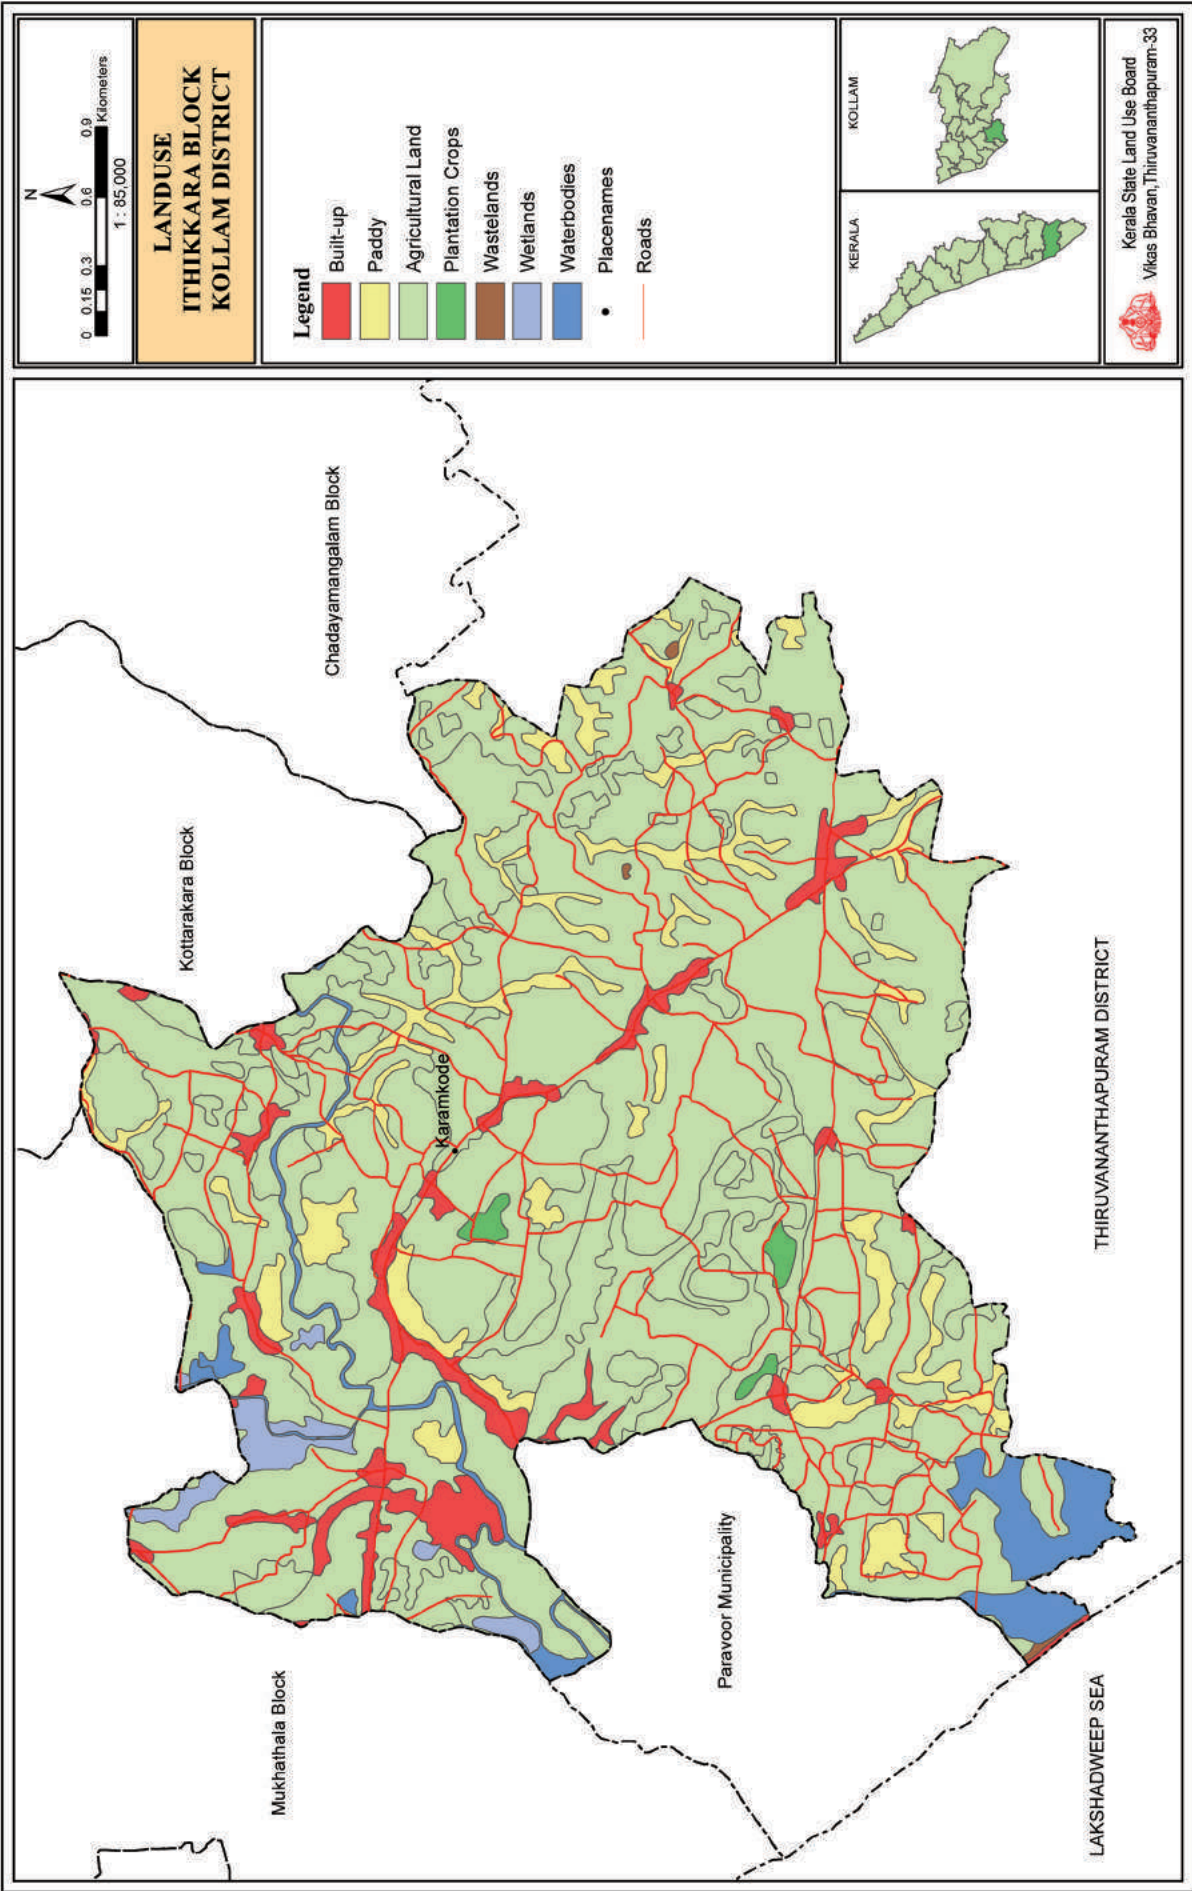 N
0 0.15 0.3 0.6 0.9
Kilometers
1 : 85,000
LANDUSE
ITHIKKARA BLOCK
KOLLAM DISTRICT
Legend
Built-up
Paddy
Agricultural Land
Plantation Crops
Wastelands
Wetlands
Waterbodies
Placenames
Roads
KERALA
KOLLAM
Kerala State Land Use Board
Vikas Bhavan,Thiruvananthapuram-33
Mukhathala Block
Kottarakara Block
Chadayamangalam Block
Karamkode
Paravoor Municipality
LAKSHADWEEP SEA
THIRUVANANTHAPURAM DISTRICT